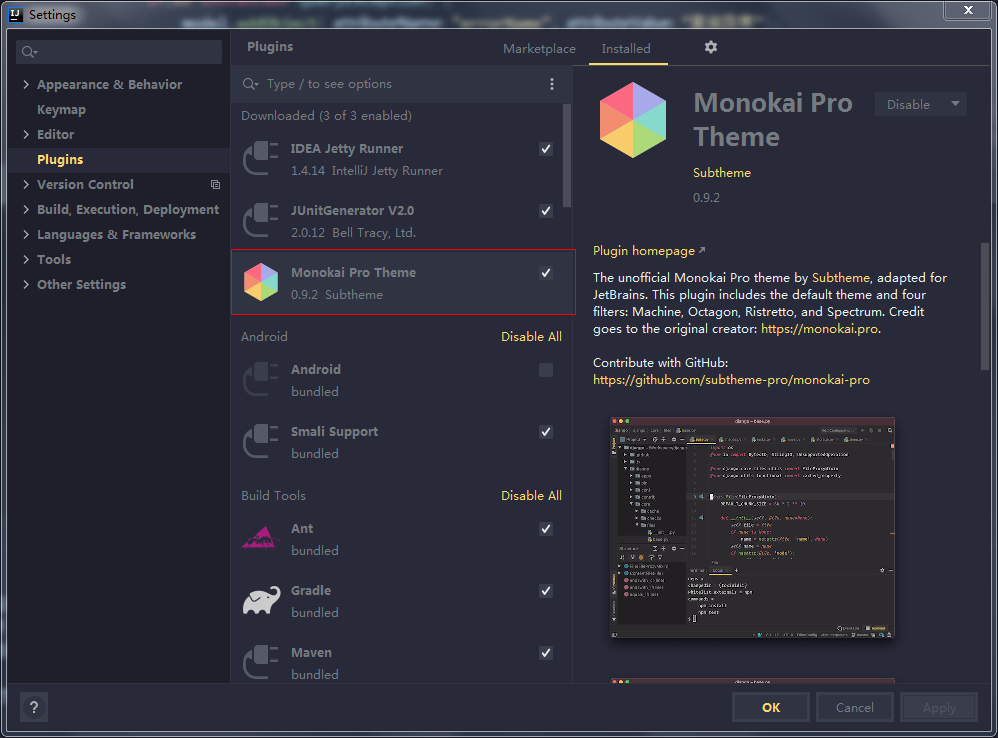 Settings
Plugins
Marketplace
Installed
Appearance & Behavior
Keymap
Editor
Plugins
Version Control
Build, Execution, Deployment
Languages & Frameworks
Tools
Other Settings
Type / to see options
Downloaded (3 of 3 enabled)
IDEA Jetty Runner
1.4.14 IntelliJ Jetty Runner
JUnitGenerator V2.0
2.0.12 Bell Tracy, Ltd.
Monokai Pro Theme
0.9.2 Subtheme
Android
Disable All
Android
bundled
Smali Support
bundled
Build Tools
Disable All
Ant
bundled
Gradle
bundled
Maven
bundled
Monokai Pro
Theme
Disable
Subtheme
0.9.2
Plugin homepage
The unofficial Monokai Pro theme by Subtheme, adapted for
JetBrains. This plugin includes the default theme and four
filters: Machine, Octagon, Ristretto, and Spectrum. Credit
goes to the original creator: https://monokai.pro.
Contribute with GitHub:
https://github.com/subtheme-pro/monokai-pro
?
OK
Cancel
Apply